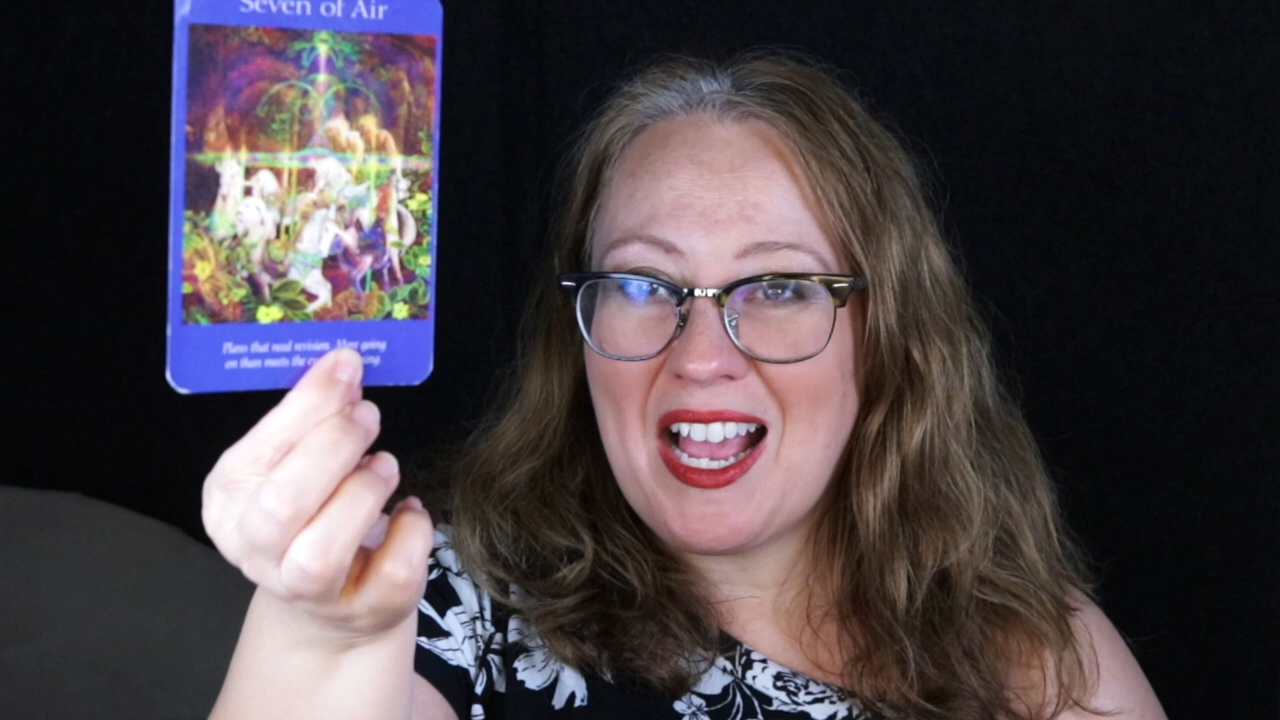 Seven of Air
Plans that need revision. More going
on than meets the